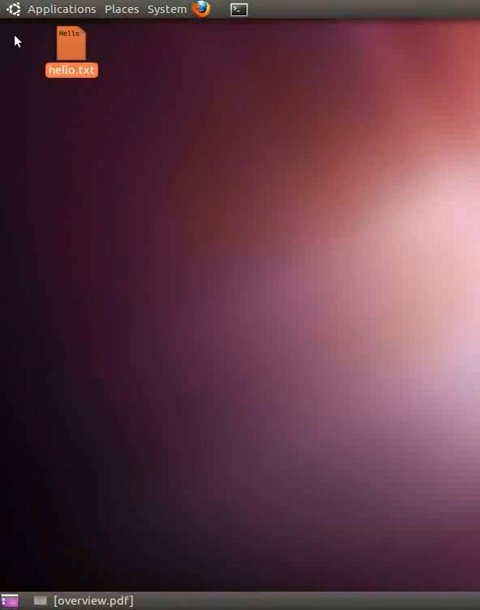 Applications Places System
Hello
hello.txt
[overview.pdf]